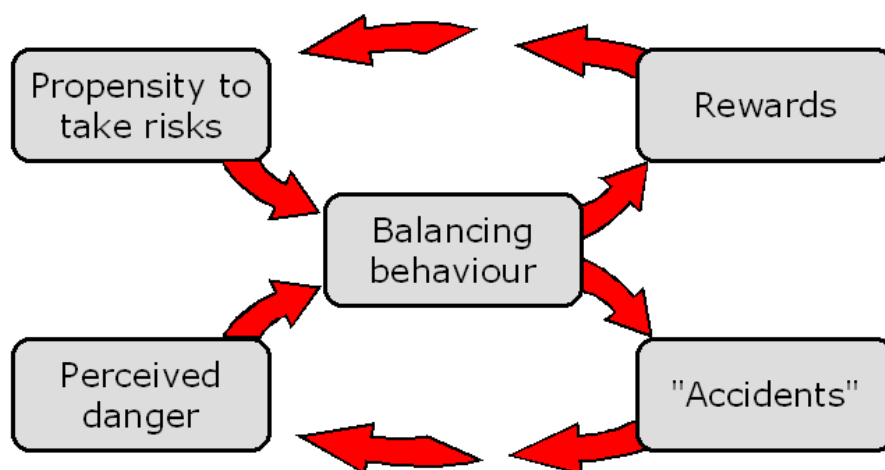 Propensity to
take risks
Rewards
Balancing
behaviour
Perceived
danger
"Accidents"